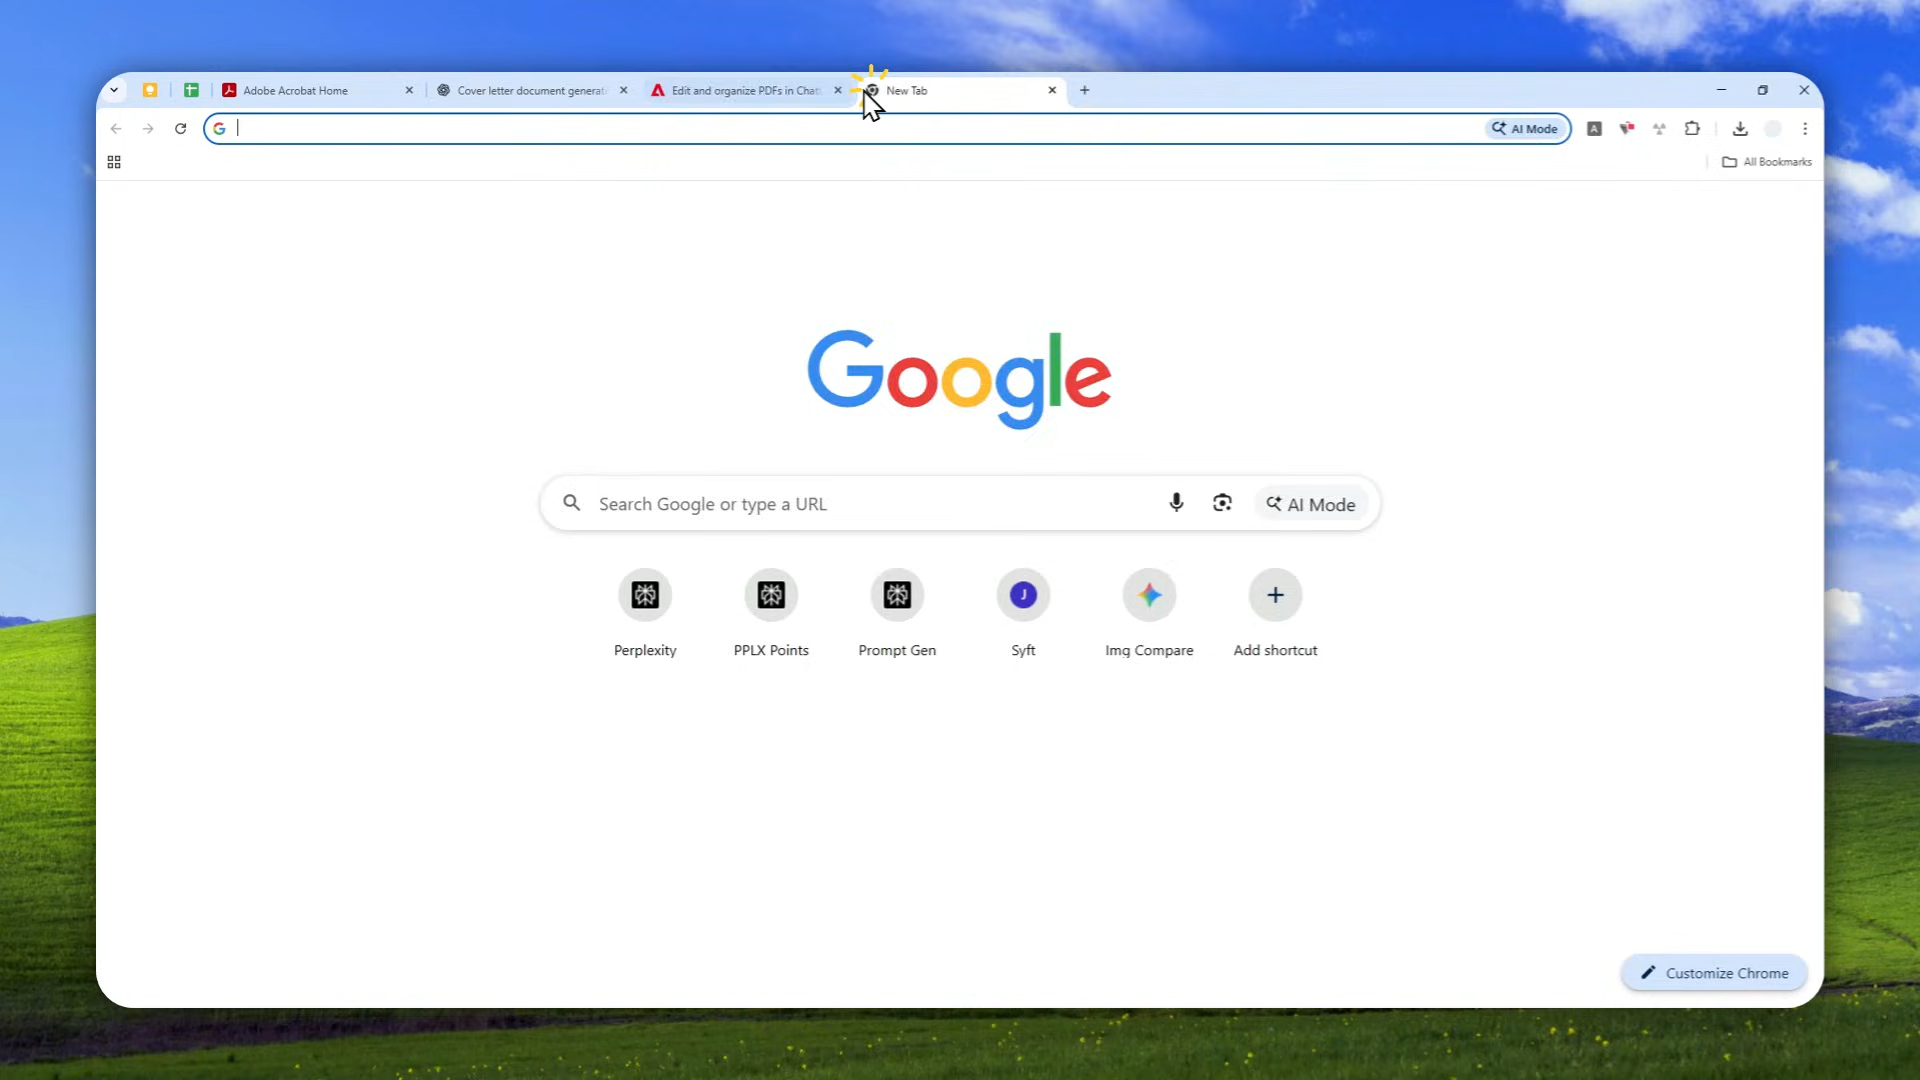 Adobe Acrobat Home
Cover letter document generat
Edit and organize PDFs in Chat
New Tab
AI Mode
All Bookmarks
Google
Search Google or type a URL
AI Mode
J
Perplexity
PPLX Points
Prompt Gen
Syft
Img Compare
Add shortcut
Customize Chrome